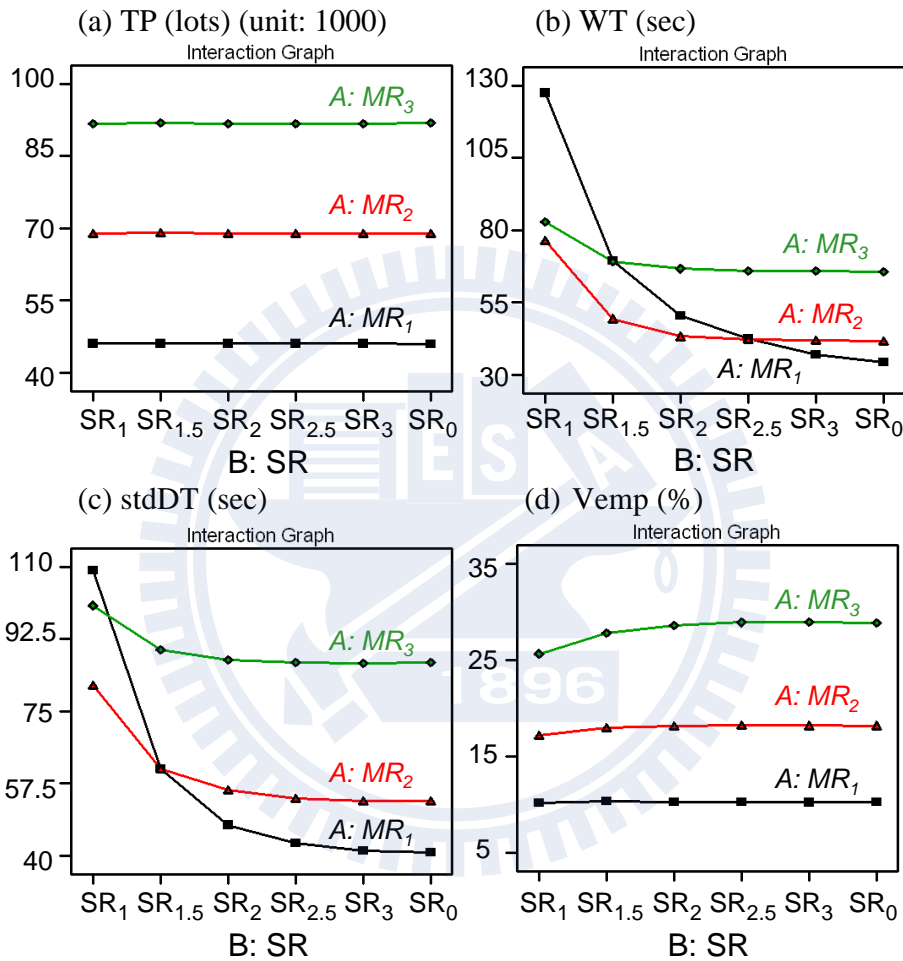 (a) TP (lots) (unit: 1000)
Interaction Graph
100
85
70
55
40
A: MR₃
A: MR₂
A: MR₁
SR₁ SR₁.₅ SR₂ SR₂.₅ SR₃ SR₀
B: SR
(b) WT (sec)
Interaction Graph
130
105
80
55
30
A: MR₃
A: MR₂
A: MR₁
SR₁ SR₁.₅ SR₂ SR₂.₅ SR₃ SR₀
B: SR
(c) stdDT (sec)
Interaction Graph
110
92.5
75
57.5
40
A: MR₃
A: MR₂
A: MR₁
SR₁ SR₁.₅ SR₂ SR₂.₅ SR₃ SR₀
B: SR
(d) Vemp (%)
Interaction Graph
35
25
15
5
A: MR₃
A: MR₂
A: MR₁
SR₁ SR₁.₅ SR₂ SR₂.₅ SR₃ SR₀
B: SR
E S A
1896